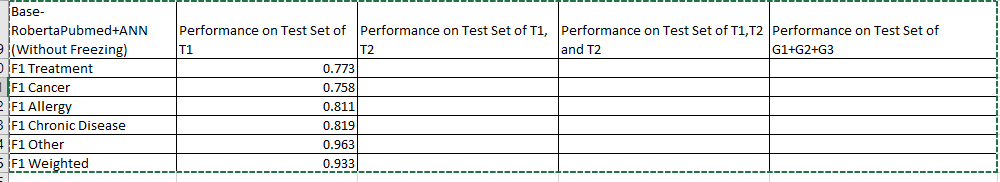 Base-
RobertaPubmed+ANN
(Without Freezing)
Performance on Test Set of
T1
Performance on Test Set of T1,
T2
Performance on Test Set of T1,T2
and T2
Performance on Test Set of
G1+G2+G3
F1 Treatment 0.773
F1 Cancer 0.758
F1 Allergy 0.811
F1 Chronic Disease 0.819
F1 Other 0.963
F1 Weighted 0.933